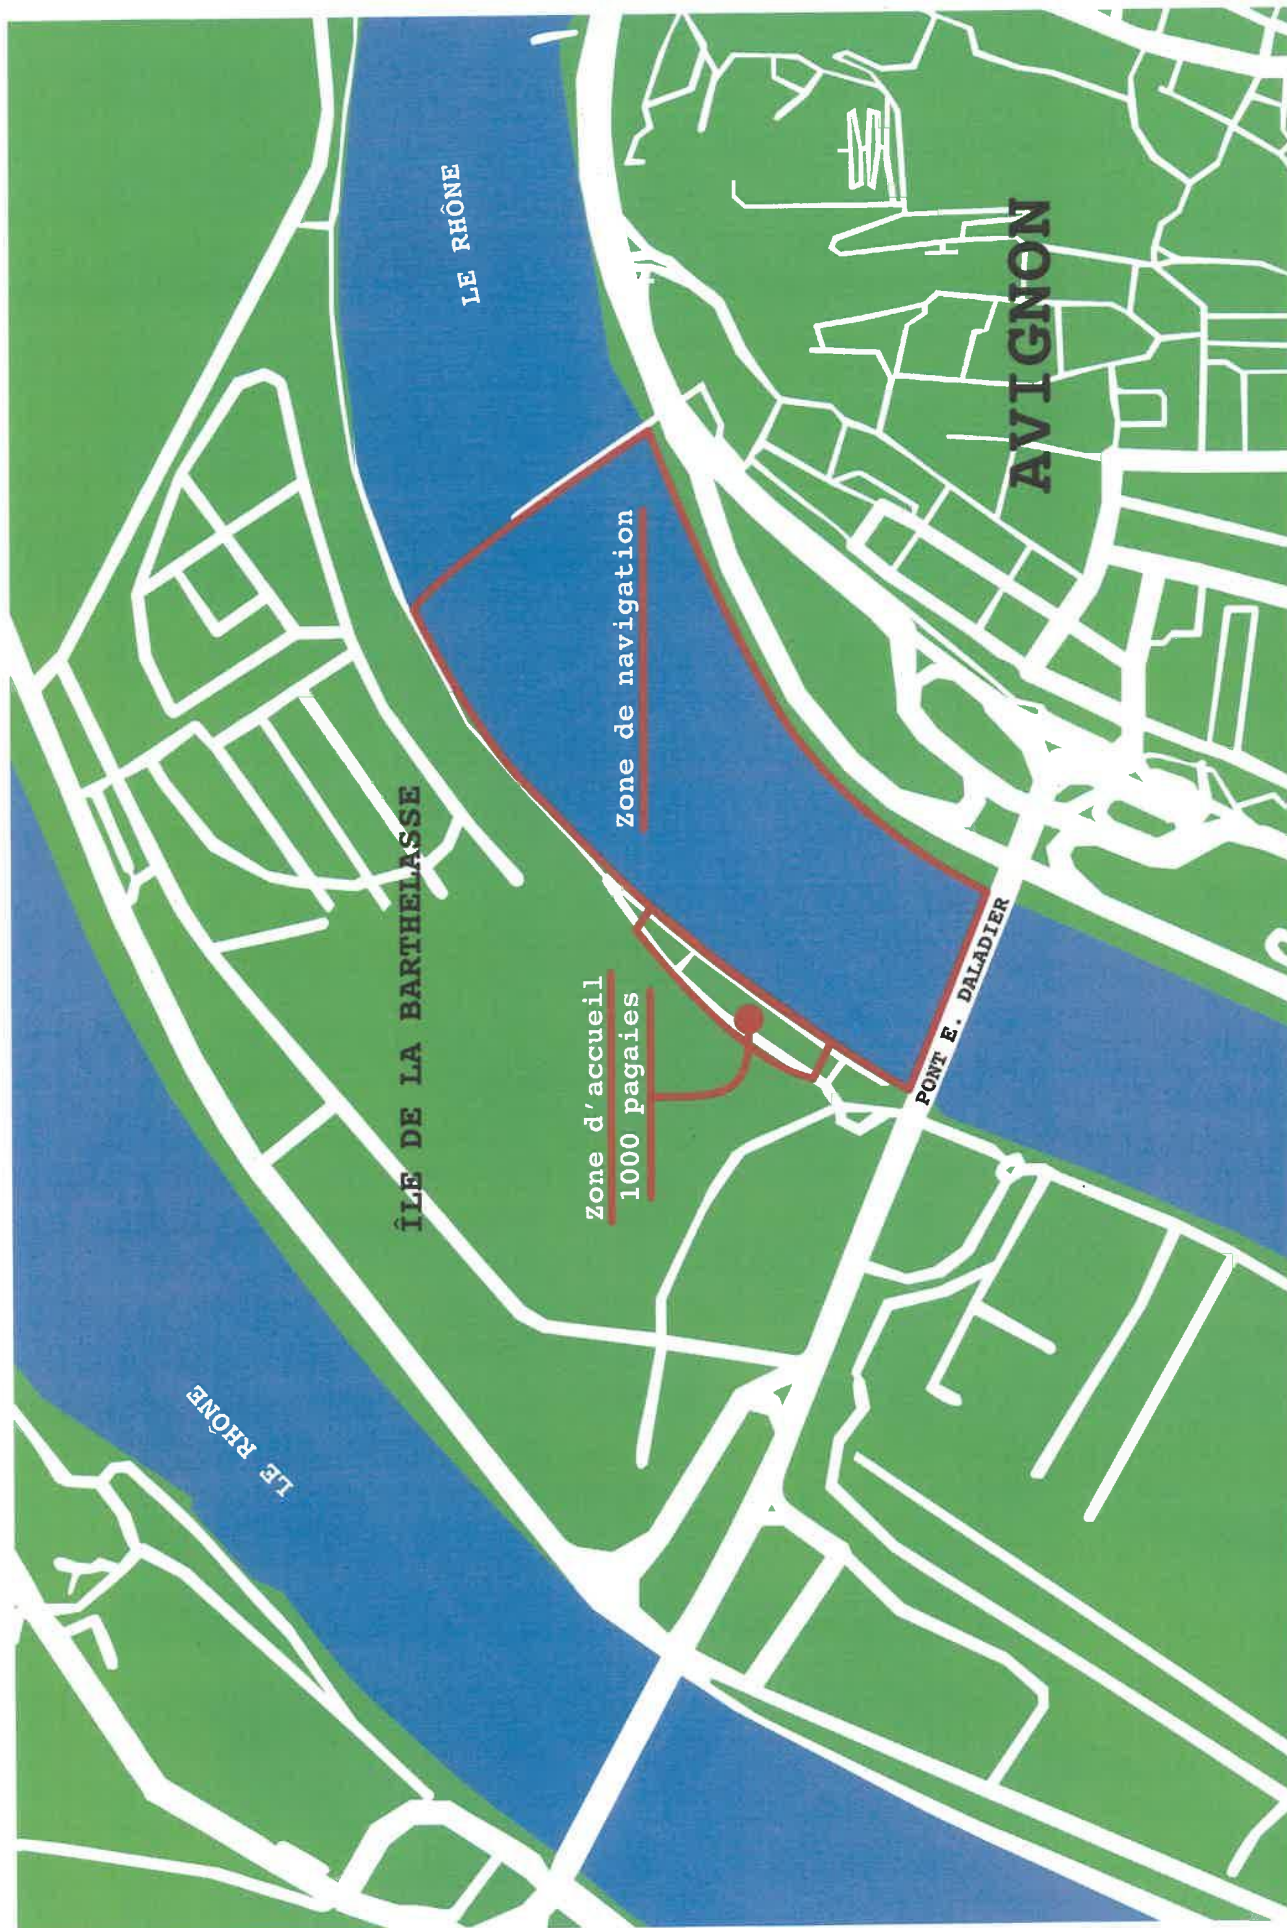 LE RHÔNE
ÎLE DE LA BARTHELASSE
LE RHÔNE
Zone d'accueil
1000 pagaies
Zone de navigation
PONT E. DALADIER
AVIGNON